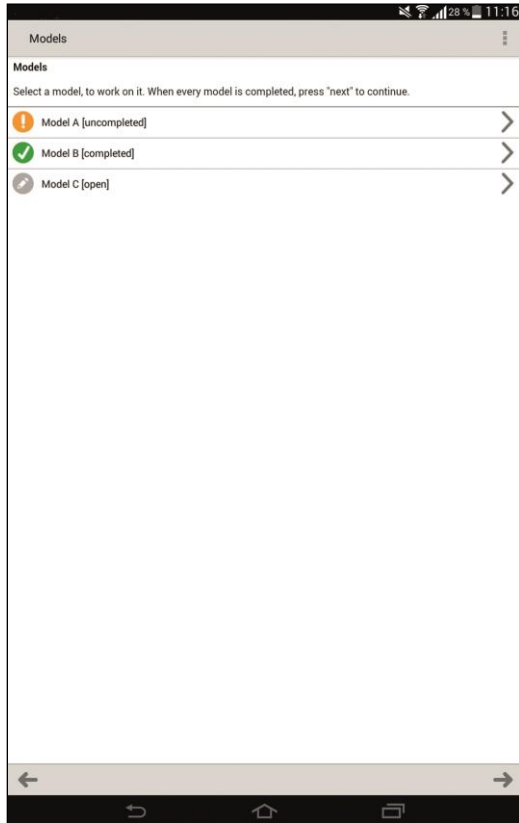 28 % 11:16
Models
Models
Select a model, to work on it. When every model is completed, press "next" to continue.
Model A [uncompleted]
Model B [completed]
Model C [open]